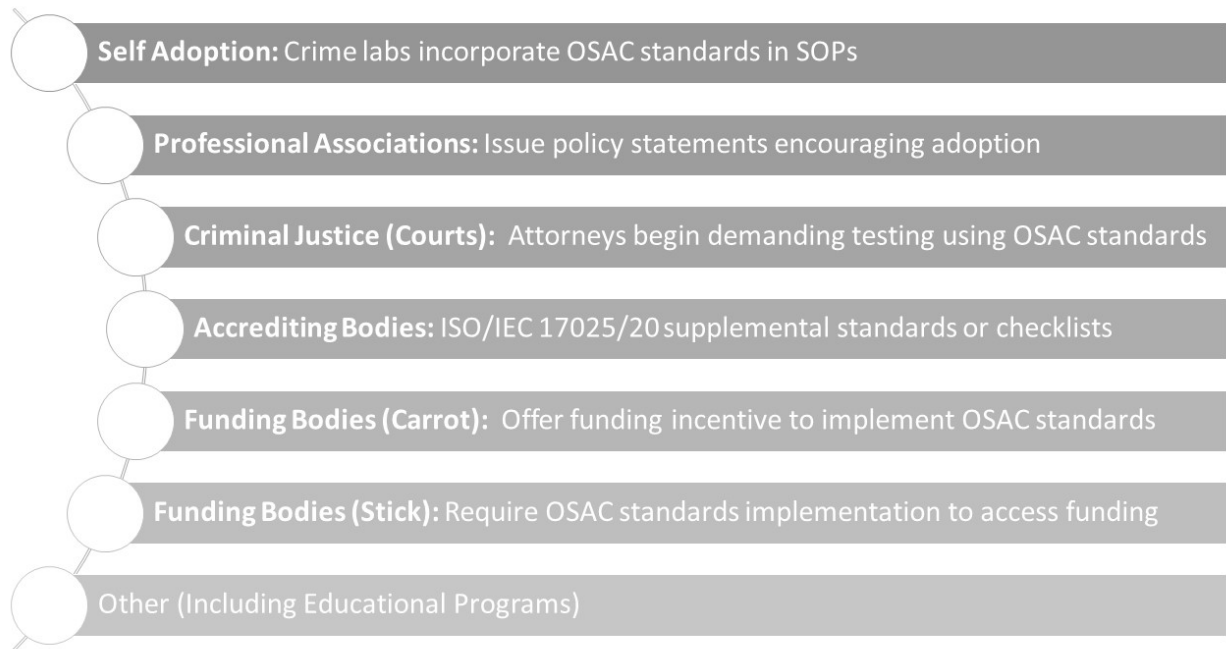 Self Adoption: Crime labs incorporate OSAC standards in SOPs
Professional Associations: Issue policy statements encouraging adoption
Criminal Justice (Courts): Attorneys begin demanding testing using OSAC standards
Accrediting Bodies: ISO/IEC 17025/20 supplemental standards or checklists
Funding Bodies (Carrot): Offer funding incentive to implement OSAC standards
Funding Bodies (Stick): Require OSAC standards implementation to access funding
Other (Including Educational Programs)